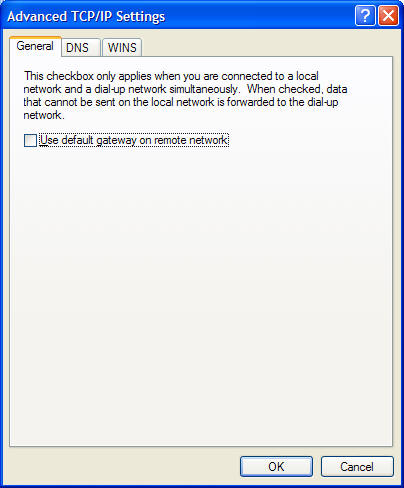 Advanced TCP/IP Settings
General DNS WINS
This checkbox only applies when you are connected to a local
network and a dial-up network simultaneously. When checked, data
that cannot be sent on the local network is forwarded to the dial-up
network.
Use default gateway on remote network
OK Cancel